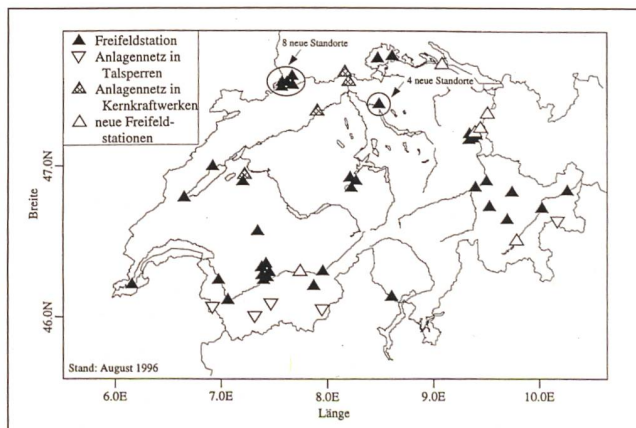 Freifeldstation
Anlagennetz in
Talsperren
Anlagennetz in
Kernkraftwerken
neue Freifeld-
stationen
8 neue Standorte
4 neue Standorte
47.0N
Breite
46.0N
Stand: August 1996
6.0E 7.0E 8.0E 9.0E 10.0E
Länge